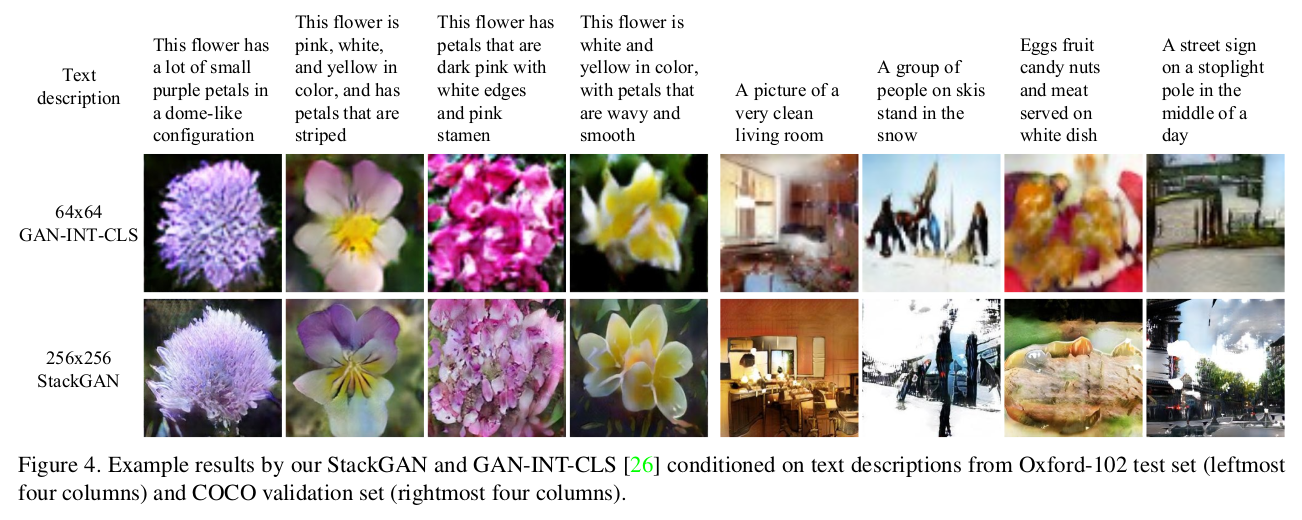 Text
description
This flower has
a lot of small
purple petals in
a dome-like
configuration
This flower is
pink, white,
and yellow in
color, and has
petals that are
striped
This flower has
petals that are
dark pink with
white edges
and pink
stamen
This flower is
white and
yellow in color,
with petals that
are wavy and
smooth
A picture of a
very clean
living room
A group of
people on skis
stand in the
snow
Eggs fruit
candy nuts
and meat
served on
white dish
A street sign
on a stoplight
pole in the
middle of a
day
64x64
GAN-INT-CLS
256x256
StackGAN
Figure 4. Example results by our StackGAN and GAN-INT-CLS [26] conditioned on text descriptions from Oxford-102 test set (leftmost
four columns) and COCO validation set (rightmost four columns).